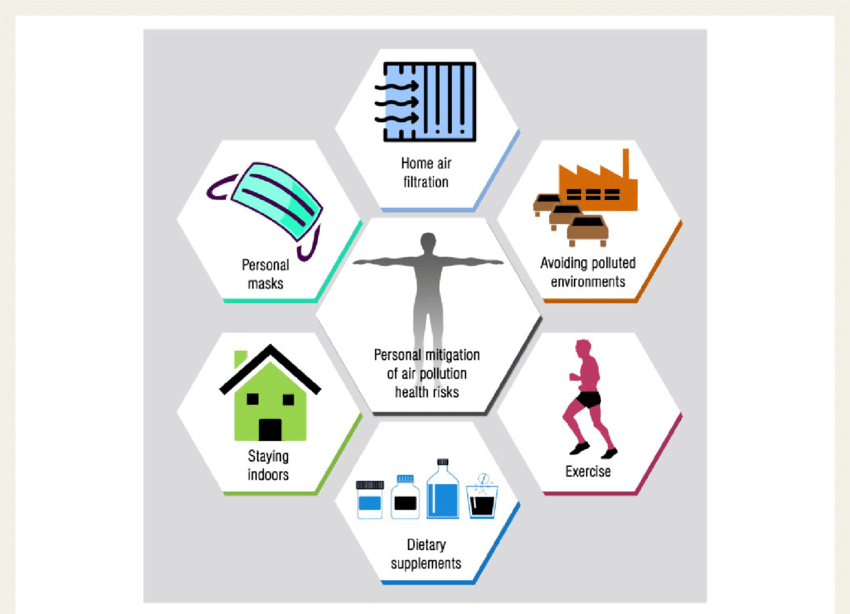 Home air
filtration
Personal
masks
Avoiding polluted
environments
Personal mitigation
of air pollution
health risks
Staying
indoors
Exercise
Dietary
supplements